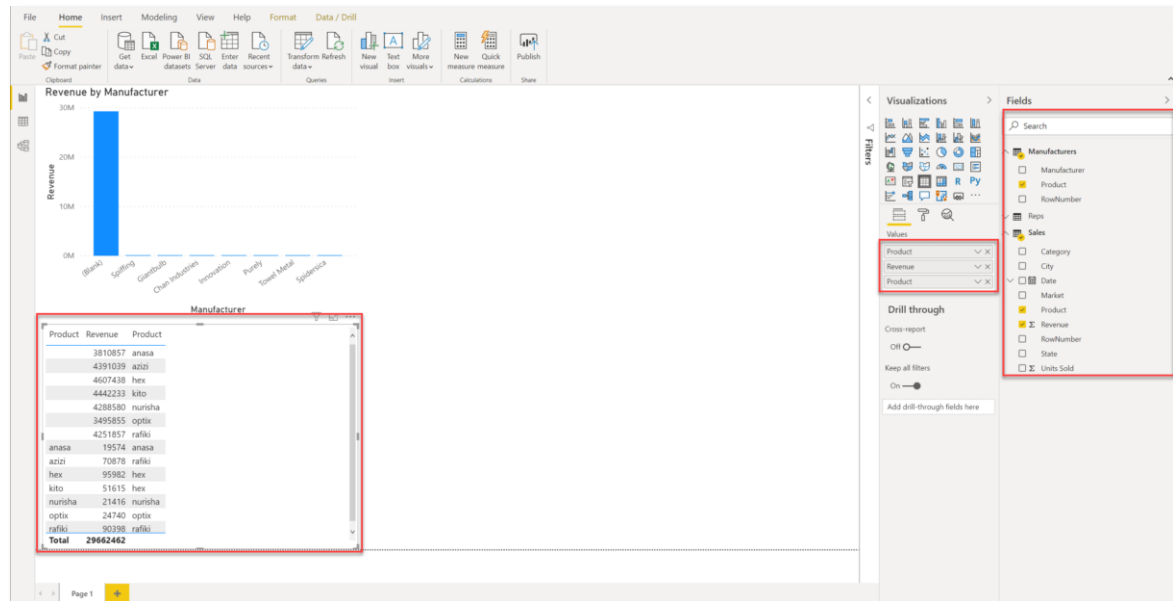 File Home Insert Modeling View Help Format Data / Drill
Paste
Cut
Copy
Format painter
Get data
Excel
Power BI datasets
SQL Server
Enter data
Recent sources
Transform data
Refresh
New visual
Text box
More visuals
New measure
Quick measure
Publish
Clipboard Data Queries Insert Calculations Share
Revenue by Manufacturer
30M
20M
10M
0M
Revenue
(Blank) Spiffing Giantbulb Chan Industries Innovation Purely Towel Metal Spidersica
Manufacturer
Product Revenue Product
3810857 anasa
4391039 azizi
4607438 hex
4442233 kito
4288580 nurisha
3495855 optix
4251857 rafiki
anasa 19574 anasa
azizi 70878 rafiki
hex 95982 hex
kito 51615 hex
nurisha 21416 nurisha
optix 24740 optix
rafiki 90398 rafiki
Total 29662462
Page 1
Filters
Visualizations
R Py
Values
Product
Revenue
Product
Drill through
Cross-report
Off
Keep all filters
On
Add drill-through fields here
Fields
Search
Manufacturers
Manufacturer
Product
RowNumber
Reps
Sales
Category
City
Date
Market
Product
Σ Revenue
RowNumber
State
Σ Units Sold